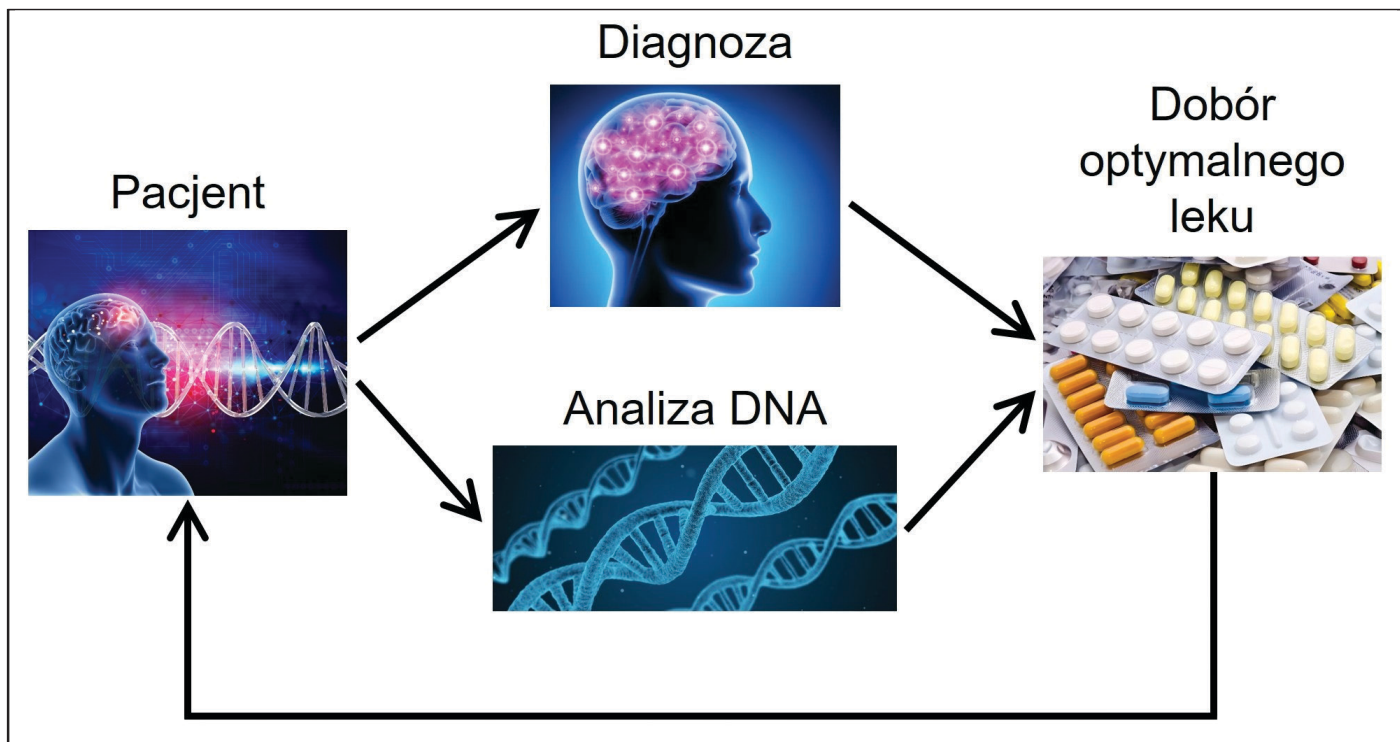 Diagnoza
Dobór
optymalnego
leku
Pacjent
Analiza DNA